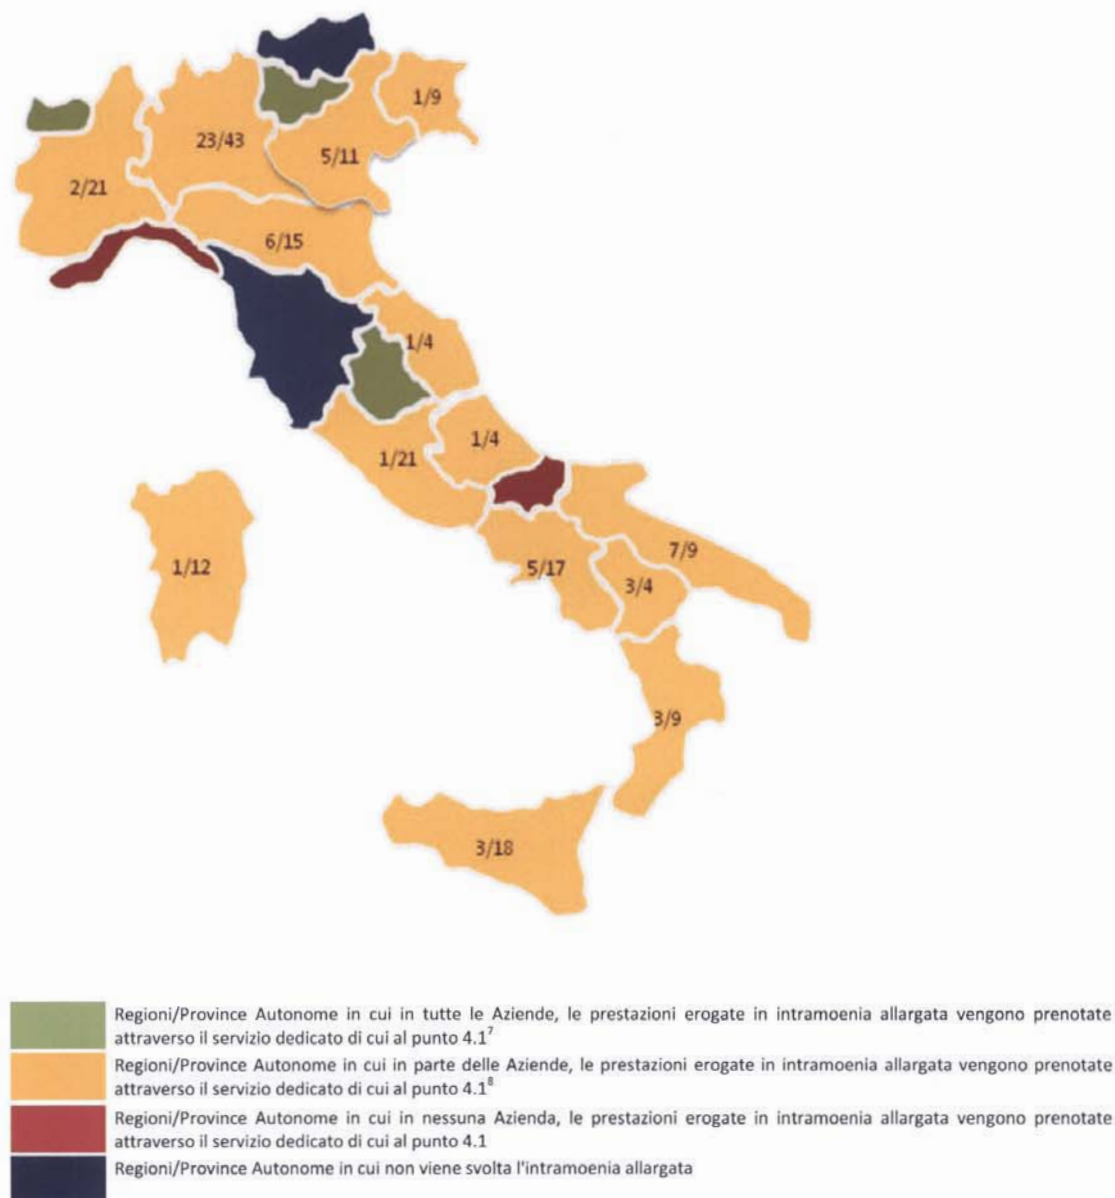 1/9
23/43
5/11
2/21
6/15
1/4
1/4
1/21
7/9
1/12
5/17
3/4
3/9
3/18
Regioni/Province Autonome in cui in tutte le Aziende, le prestazioni erogate in intramoenia allargata vengono prenotate
attraverso il servizio dedicato di cui al punto 4.1⁷
Regioni/Province Autonome in cui in parte delle Aziende, le prestazioni erogate in intramoenia allargata vengono prenotate
attraverso il servizio dedicato di cui al punto 4.1⁸
Regioni/Province Autonome in cui in nessuna Azienda, le prestazioni erogate in intramoenia allargata vengono prenotate
attraverso il servizio dedicato di cui al punto 4.1
Regioni/Province Autonome in cui non viene svolta l'intramoenia allargata